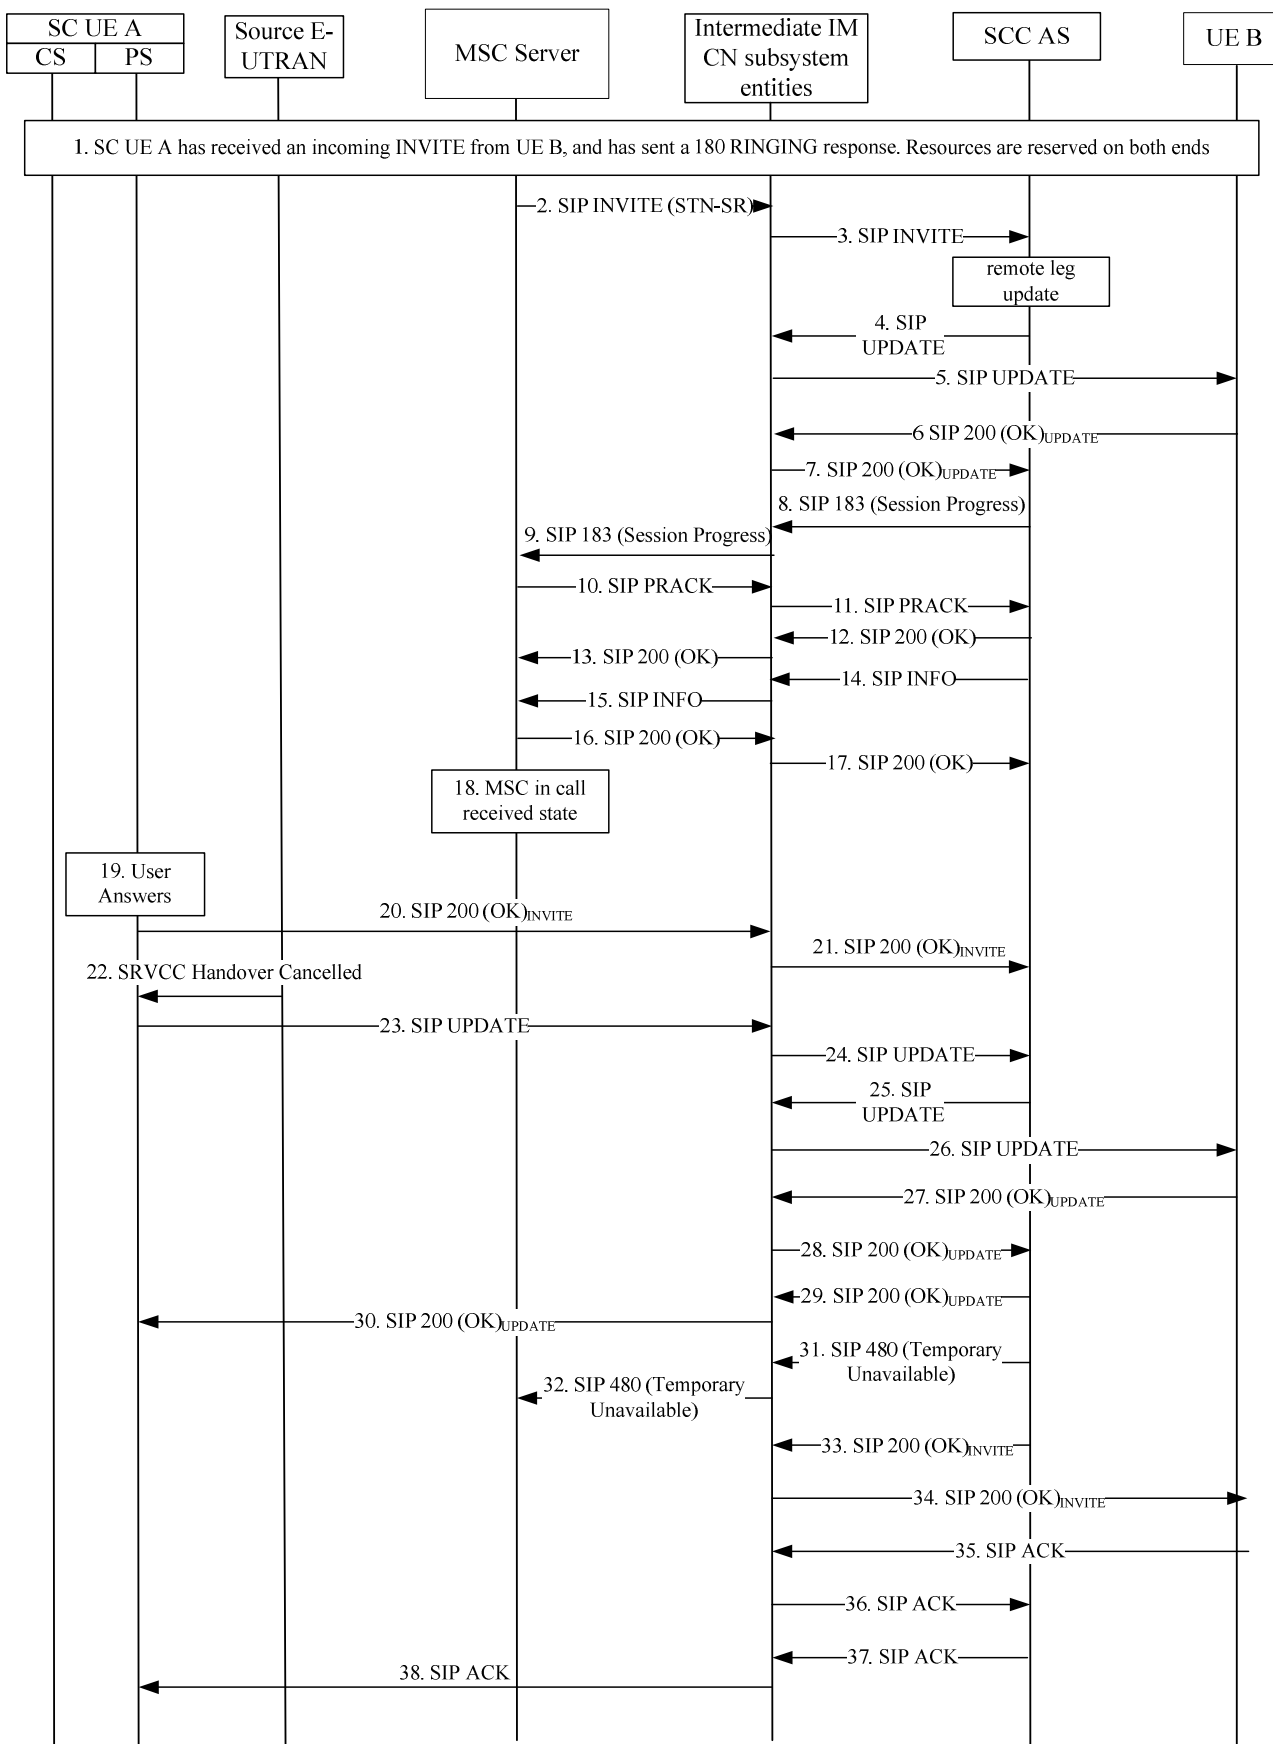 SC UE A
CS
PS
Source E-
UTRAN
MSC Server
Intermediate IM
CN subsystem
entities
SCC AS
UE B
1. SC UE A has received an incoming INVITE from UE B, and has sent a 180 RINGING response. Resources are reserved on both ends
2. SIP INVITE (STN-SR)
3. SIP INVITE
remote leg
update
4. SIP
UPDATE
5. SIP UPDATE
6 SIP 200 (OK)UPDATE
7. SIP 200 (OK)UPDATE
8. SIP 183 (Session Progress)
9. SIP 183 (Session Progress)
10. SIP PRACK
11. SIP PRACK
12. SIP 200 (OK)
13. SIP 200 (OK)
14. SIP INFO
15. SIP INFO
16. SIP 200 (OK)
17. SIP 200 (OK)
18. MSC in call
received state
19. User
Answers
20. SIP 200 (OK)INVITE
21. SIP 200 (OK)INVITE
22. SRVCC Handover Cancelled
23. SIP UPDATE
24. SIP UPDATE
25. SIP
UPDATE
26. SIP UPDATE
27. SIP 200 (OK)UPDATE
28. SIP 200 (OK)UPDATE
29. SIP 200 (OK)UPDATE
30. SIP 200 (OK)UPDATE
31. SIP 480 (Temporary
Unavailable)
32. SIP 480 (Temporary
Unavailable)
33. SIP 200 (OK)INVITE
34. SIP 200 (OK)INVITE
35. SIP ACK
36. SIP ACK
37. SIP ACK
38. SIP ACK